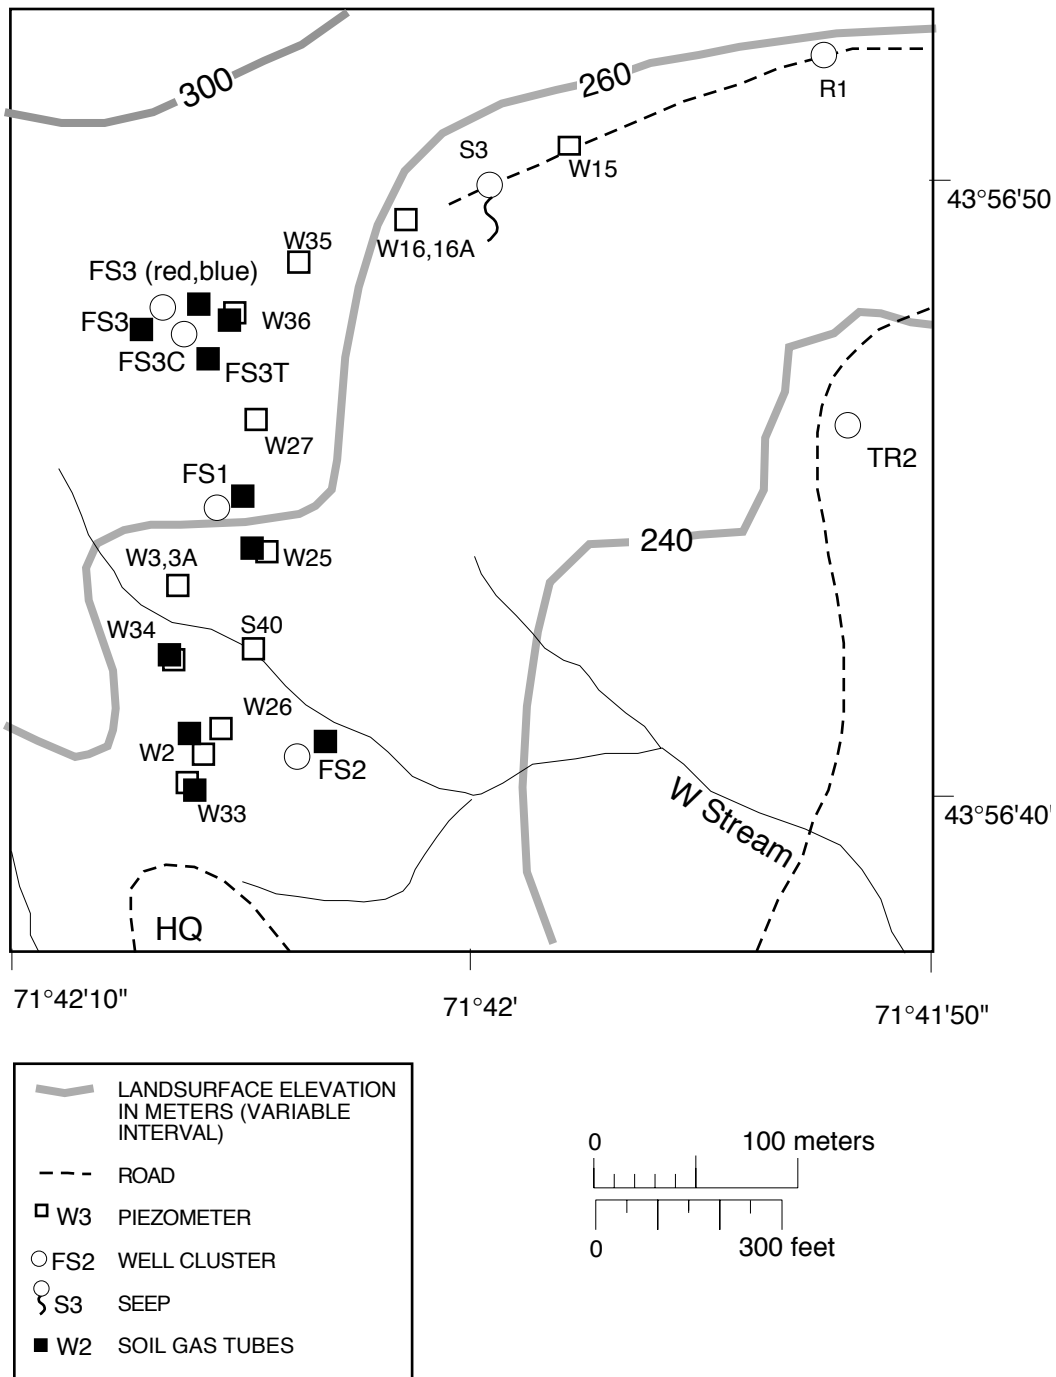 300
260
R1
S3
W15
43°56'50
W35
W16,16A
FS3 (red,blue)
FS3
W36
FS3C
FS3T
W27
TR2
FS1
240
W3,3A
W25
W34
S40
W26
W2
FS2
W33
W Stream
43°56'40'
HQ
71°42'10"
71°42'
71°41'50"
LANDSURFACE ELEVATION
IN METERS (VARIABLE
INTERVAL)
ROAD
W3 PIEZOMETER
FS2 WELL CLUSTER
S3 SEEP
W2 SOIL GAS TUBES
0 100 meters
0 300 feet